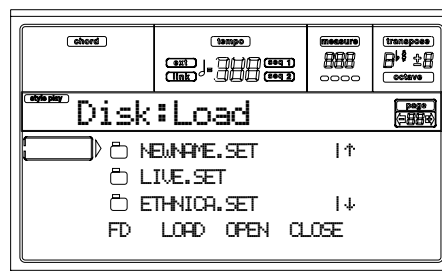 chord tempo measure transpose
ext seq 1
link seq 2
octave
style play Disk:Load page
NEWNAME.SET
LIVE.SET
ETHNICA.SET
FD LOAD OPEN CLOSE